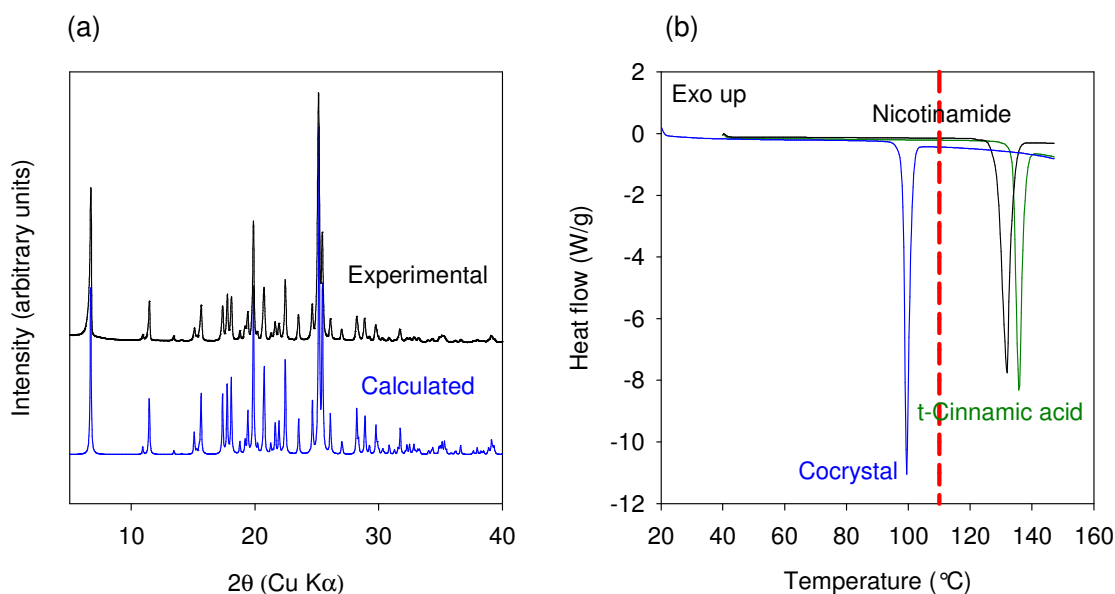 (a)
Intensity (arbitrary units)
Experimental
Calculated
10
20
30
40
2θ (Cu Kα)
(b)
Heat flow (W/g)
2
0
-2
-4
-6
-8
-10
-12
Exo up
Nicotinamide
t-Cinnamic acid
Cocrystal
20
40
60
80
100
120
140
160
Temperature (°C)